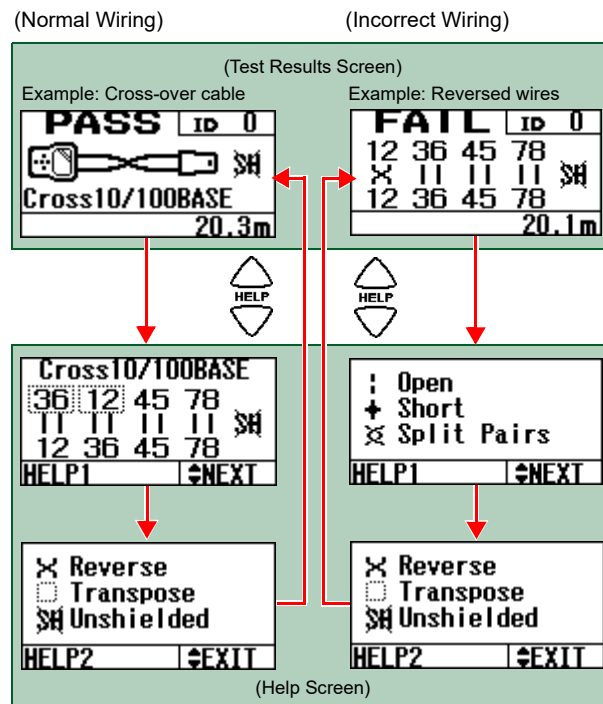 (Normal Wiring)
(Incorrect Wiring)
(Test Results Screen)
Example: Cross-over cable
PASS ID 0
SH
Cross10/100BASE
20.3m
Example: Reversed wires
FAIL ID 0
12 36 45 78
SH
12 36 45 78
20.1m
HELP
HELP
Cross10/100BASE
36 12 45 78
SH
12 36 45 78
HELP1 NEXT
Open
Short
Split Pairs
HELP1 NEXT
Reverse
Transpose
SH Unshielded
HELP2 EXIT
Reverse
Transpose
SH Unshielded
HELP2 EXIT
(Help Screen)